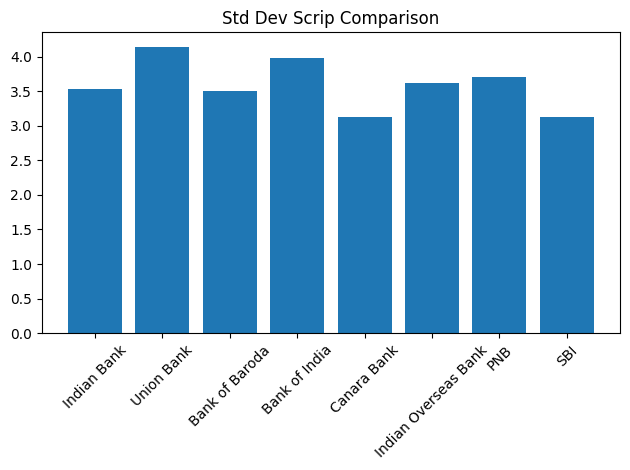 Std Dev Scrip Comparison
4.0
3.5
3.0
2.5
2.0
1.5
1.0
0.5
0.0
Indian Bank
Union Bank
Bank of Baroda
Bank of India
Canara Bank
Indian Overseas Bank
PNB
SBI